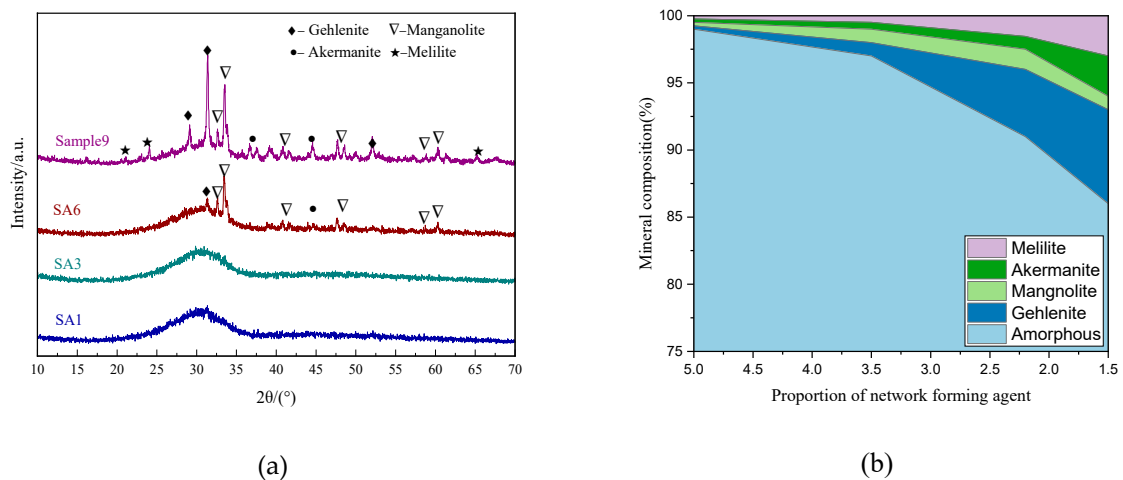 ♦– Gehlenite ▽–Manganolite
●– Akermanite ★–Melilite
Sample9
SA6
SA3
SA1
Intensity/a.u.
10 15 20 25 30 35 40 45 50 55 60 65 70
2θ/(°)
(a)
100
95
90
85
80
75
Mineral composition(%)
Melilite
Akermanite
Mangnolite
Gehlenite
Amorphous
5.0 4.5 4.0 3.5 3.0 2.5 2.0 1.5
Proportion of network forming agent
(b)